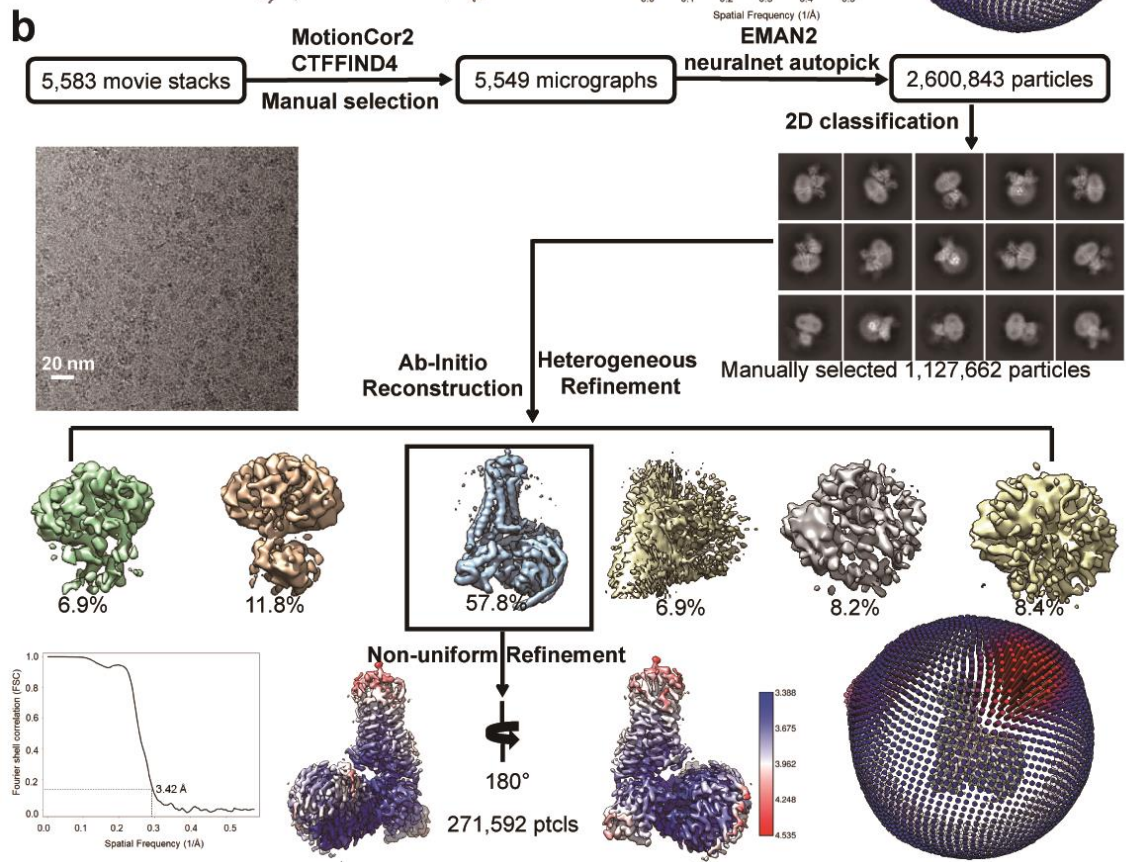 Spatial Frequency (1/Å)
b
MotionCor2
CTFFIND4
EMAN2
neuralnet autopick
5,583 movie stacks
Manual selection
5,549 micrographs
2,600,843 particles
2D classification
20 nm
Ab-Initio
Reconstruction
Heterogeneous
Refinement
Manually selected 1,127,662 particles
6.9%
11.8%
57.8%
6.9%
8.2%
8.4%
Non-uniform Refinement
Fourier shell correlation (FSC)
1.0
0.8
0.6
0.4
0.2
0.0
3.42 Å
0.0 0.1 0.2 0.3 0.4 0.5
Spatial Frequency (1/Å)
180°
271,592 ptcls
3.388
3.675
3.962
4.248
4.535